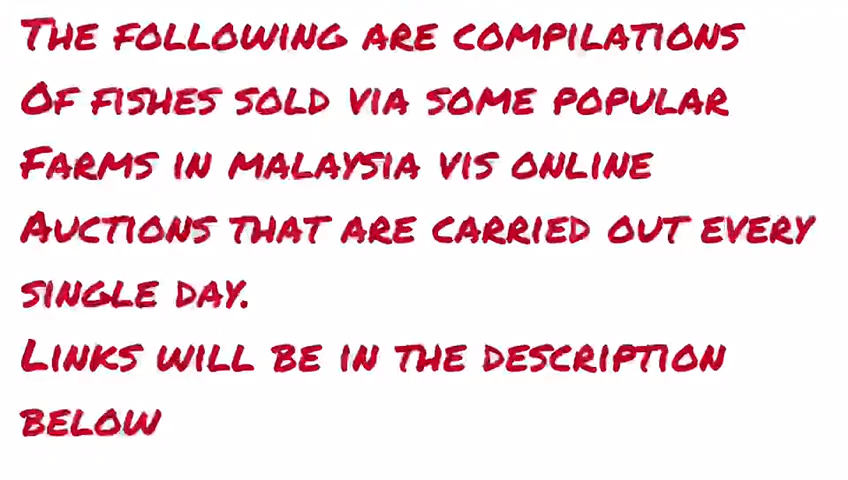 The following are compilations
Of fishes sold via some popular
Farms in malaysia vis online
Auctions that are carried out every
single day.
Links will be in the description
below